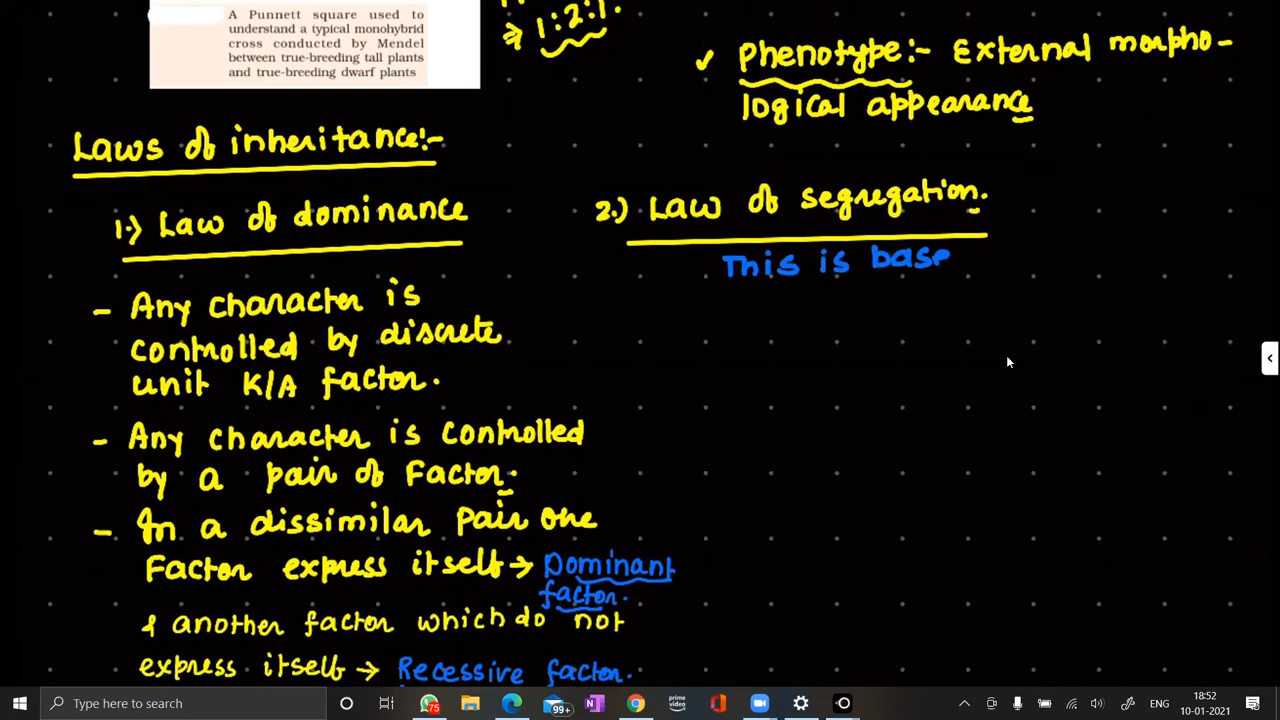 A Punnett square used to
understand a typical monohybrid
cross conducted by Mendel
between true-breeding tall plants
and true-breeding dwarf plants
⇒ 1:2:1.
✓ Phenotype:- External morpho-
logical appearance
Laws of inheritance:-
1.) Law of dominance
- Any character is
controlled by discrete
unit K/A factor.
- Any character is controlled
by a pair of Factor.
- In a dissimilar Pair one
Factor express itself → Dominant
factor.
& another factor which do not
express itself → Recessive factor.
2.) Law of segregation.
This is base
Type here to search
75
99+
prime
video
ENG
18:52
10-01-2021